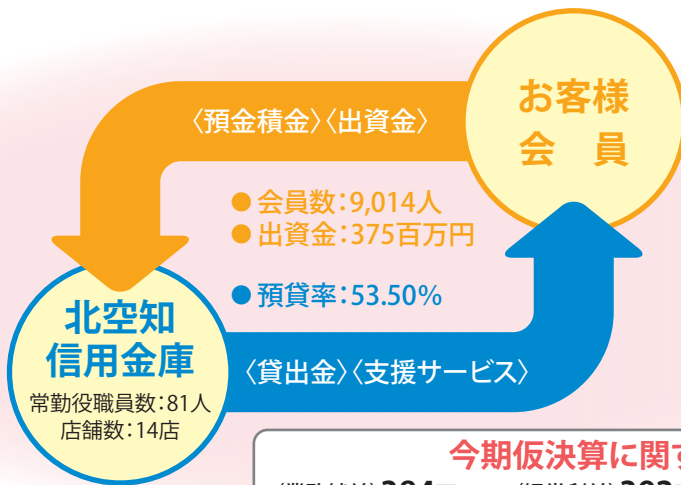 お客様
会　員
〈預金積金〉〈出資金〉
●会員数：9,014人
●出資金：375百万円
●預貸率：53.50%
北空知
信用金庫
常勤役職員数：81人
店舗数：14店
〈貸出金〉〈支援サービス〉
今期仮決算に関す